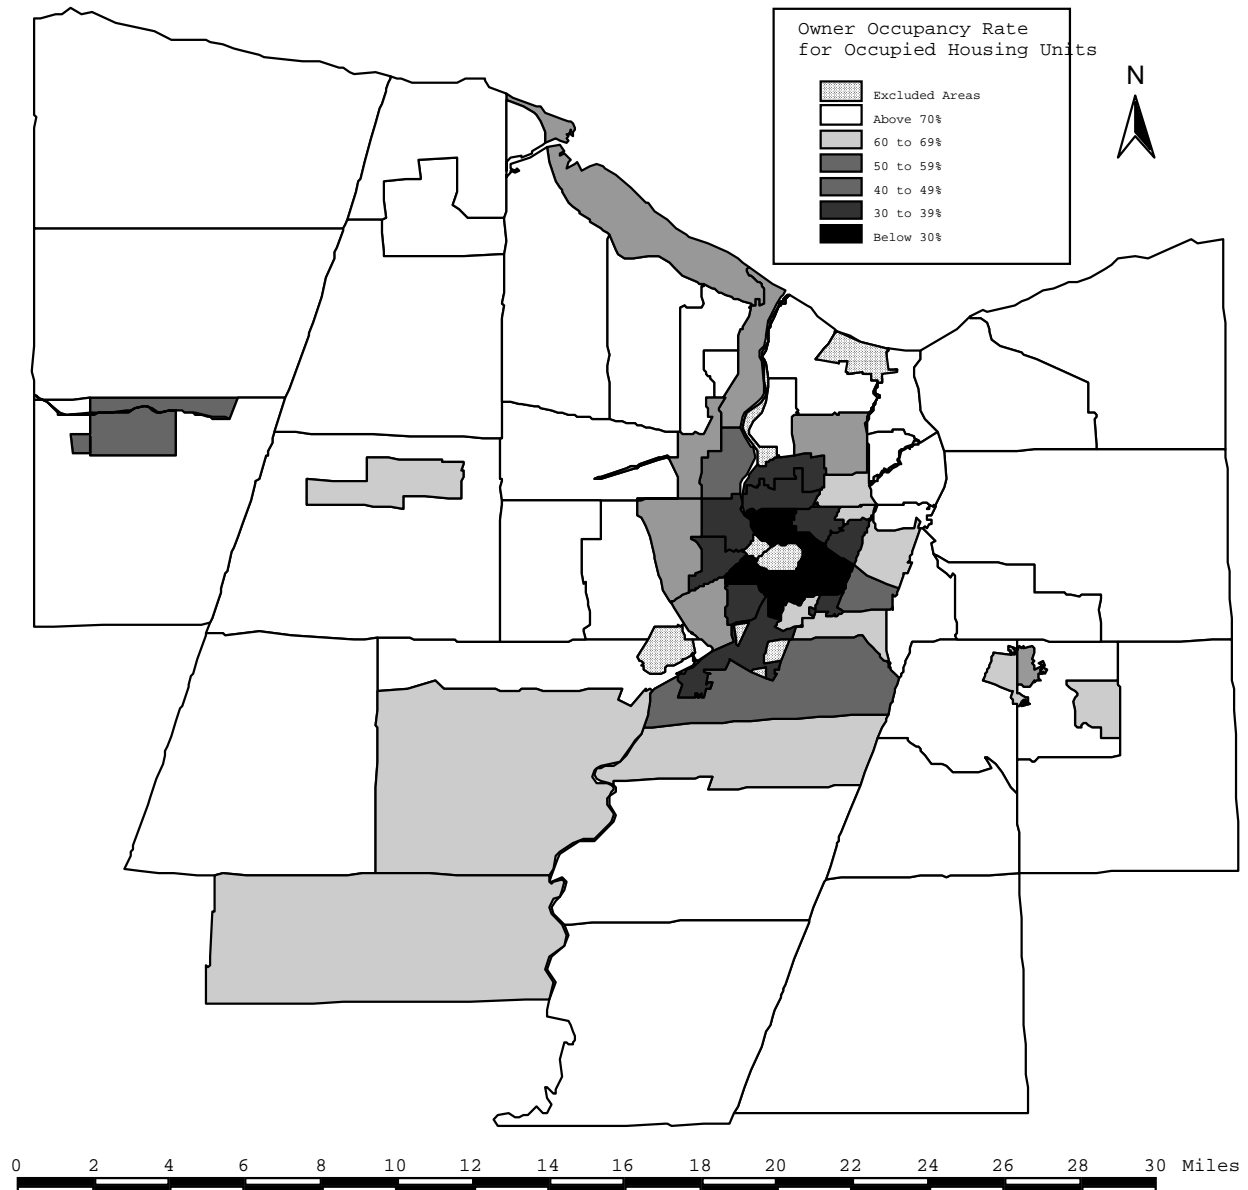 Owner Occupancy Rate
for Occupied Housing Units
N
Excluded Areas
Above 70%
60 to 69%
50 to 59%
40 to 49%
30 to 39%
Below 30%
0 2 4 6 8 10 12 14 16 18 20 22 24 26 28 30 Miles